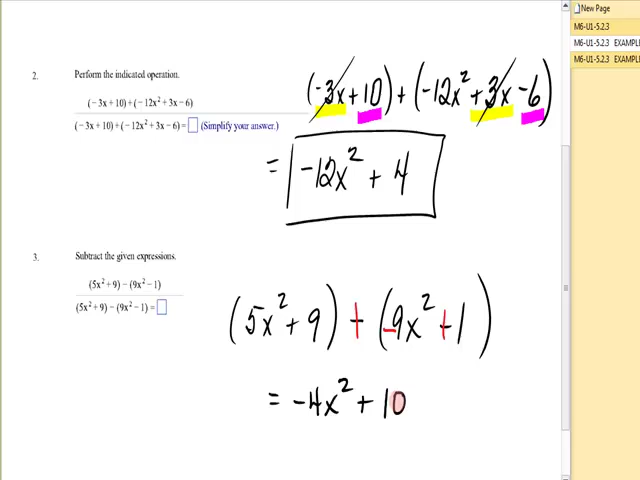 New Page
M6-U1-5.2.3
M6-U1-5.2.3 EXAMPLE
M6-U1-5.2.3 EXAM
2. Perform the indicated operation.
(−3x+10)+(−12x²+3x−6)
(−3x+10)+(−12x²+3x−6)= (Simplify your answer.)
(-3x +10) + (-12x² +3x -6)
= -12x² + 4
3. Subtract the given expressions.
(5x²+9)−(9x²−1)
(5x²+9)−(9x²−1)=
(5x² + 9) + (-9x² + 1)
= -4x² + 10